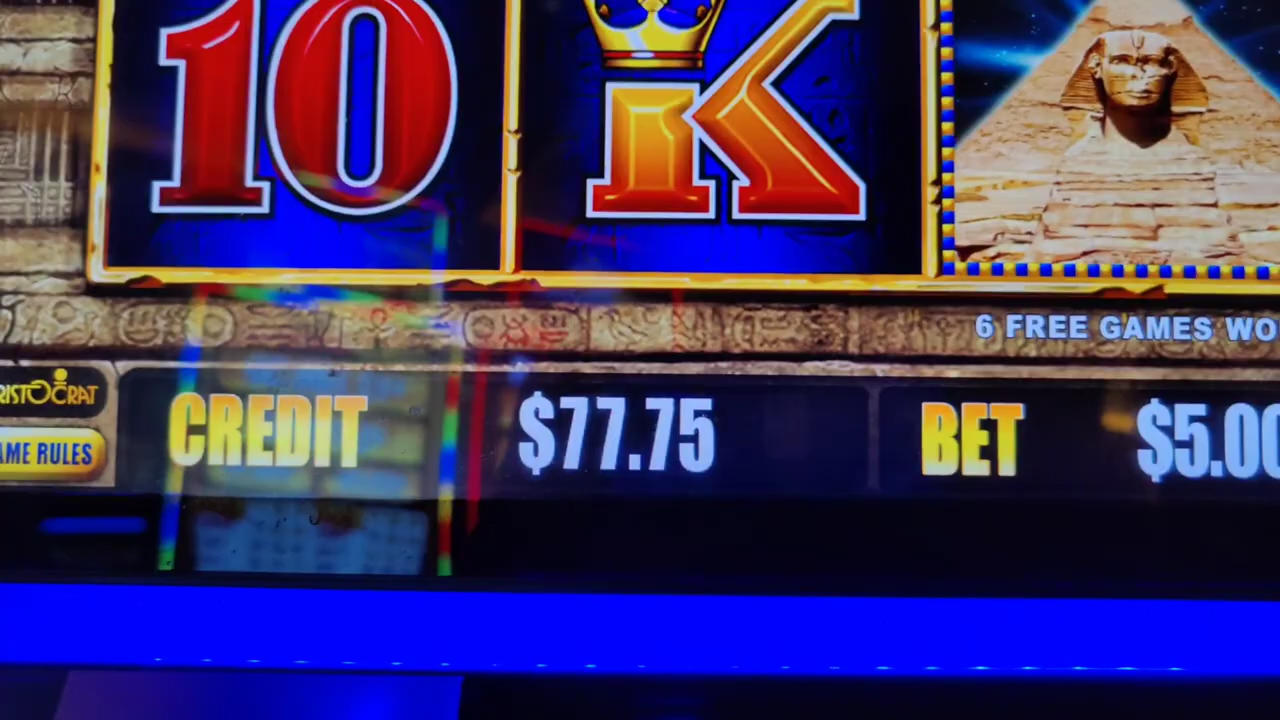 10 K
6 FREE GAMES WO
RISTOCRAT
AME RULES
CREDIT $77.75 BET $5.00